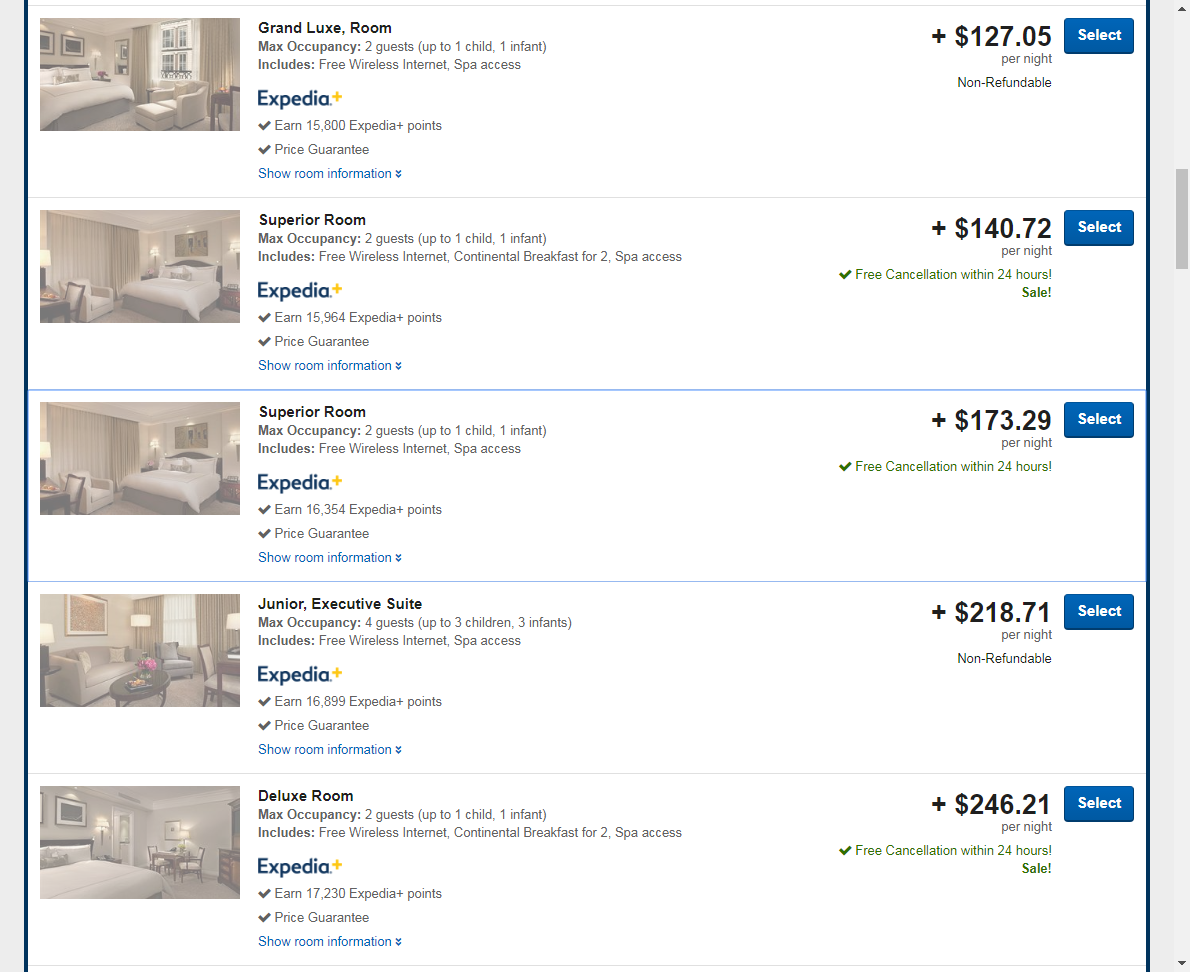 Grand Luxe, Room
Max Occupancy: 2 guests (up to 1 child, 1 infant)
Includes: Free Wireless Internet, Spa access
Expedia+
Earn 15,800 Expedia+ points
Price Guarantee
Show room information
+ $127.05
per night
Non-Refundable
Select
Superior Room
Max Occupancy: 2 guests (up to 1 child, 1 infant)
Includes: Free Wireless Internet, Continental Breakfast for 2, Spa access
Expedia+
Earn 15,964 Expedia+ points
Price Guarantee
Show room information
+ $140.72
per night
Free Cancellation within 24 hours!
Sale!
Select
Superior Room
Max Occupancy: 2 guests (up to 1 child, 1 infant)
Includes: Free Wireless Internet, Spa access
Expedia+
Earn 16,354 Expedia+ points
Price Guarantee
Show room information
+ $173.29
per night
Free Cancellation within 24 hours!
Select
Junior, Executive Suite
Max Occupancy: 4 guests (up to 3 children, 3 infants)
Includes: Free Wireless Internet, Spa access
Expedia+
Earn 16,899 Expedia+ points
Price Guarantee
Show room information
+ $218.71
per night
Non-Refundable
Select
Deluxe Room
Max Occupancy: 2 guests (up to 1 child, 1 infant)
Includes: Free Wireless Internet, Continental Breakfast for 2, Spa access
Expedia+
Earn 17,230 Expedia+ points
Price Guarantee
Show room information
+ $246.21
per night
Free Cancellation within 24 hours!
Sale!
Select